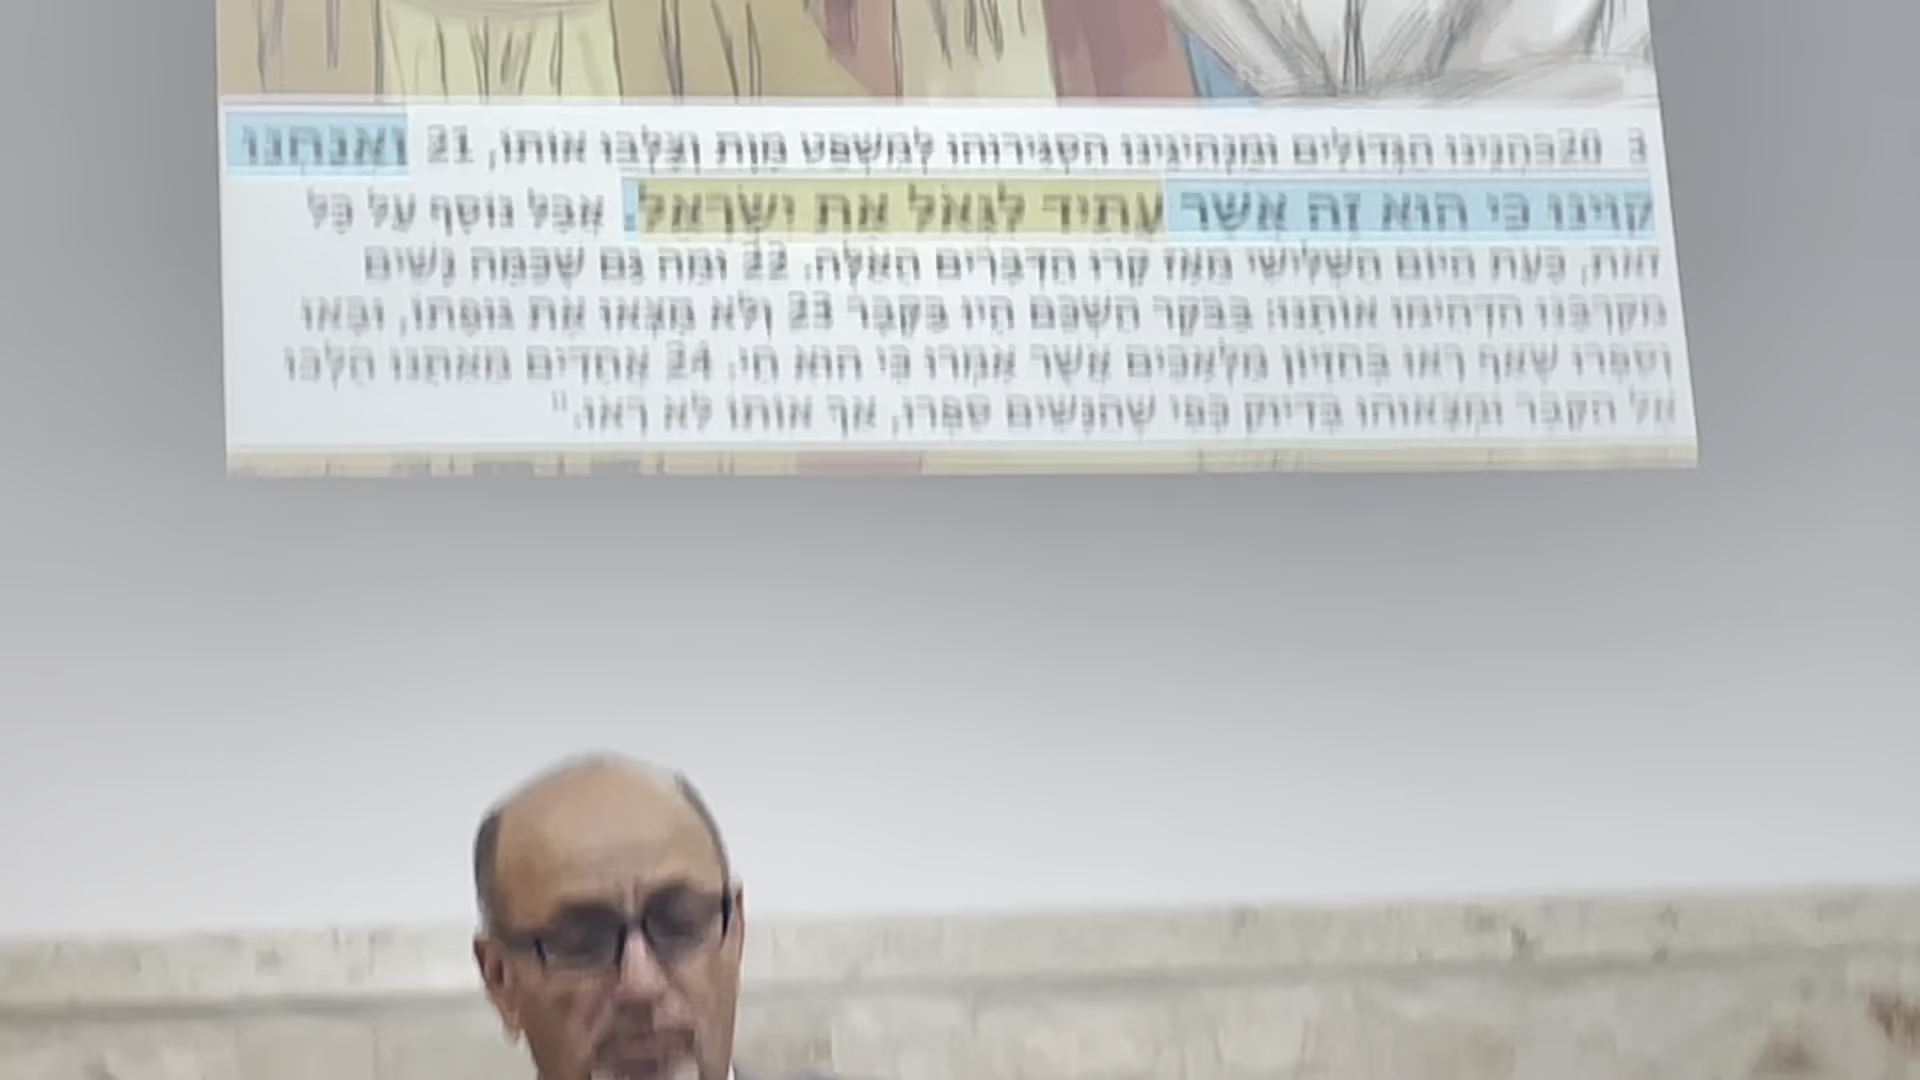 3 20כֹּהֲנֵינוּ הַגְּדוֹלִים וּמַנְהִיגֵינוּ הִסְגִּירוּהוּ לְמִשְׁפַּט מָוֶת וְצָלְבוּ אוֹתוֹ, 21 וַאֲנַחְנוּ
קִוִּינוּ כִּי הוּא זֶה אֲשֶׁר עָתִיד לִגְאֹל אֶת יִשְׂרָאֵל. אֲבָל נוֹסָף עַל כָּל
זֹאת, כָּעֵת הַיּוֹם הַשְּׁלִישִׁי מֵאָז קָרוּ הַדְּבָרִים הָאֵלֶּה. 22 וּמַה גַּם שֶׁכַּמָּה נָשִׁים
מִקִּרְבֵּנוּ הִדְהִימוּ אוֹתָנוּ: בַּבֹּקֶר הַשְׁכֵּם הָיוּ בַּקֶּבֶר 23 וְלֹא מָצְאוּ אֶת גּוּפָתוֹ, וּבָאוּ
וְסִפְּרוּ שֶׁאַף רָאוּ בְּחִזָּיוֹן מַלְאָכִים אֲשֶׁר אָמְרוּ כִּי הוּא חַי. 24 אֲחָדִים מֵאִתָּנוּ הָלְכוּ
אֶל הַקֶּבֶר וּמְצָאוּהוּ בְּדִיּוּק כְּפִי שֶׁהַנָּשִׁים סִפְּרוּ, אַךְ אוֹתוֹ לֹא רָאוּ."